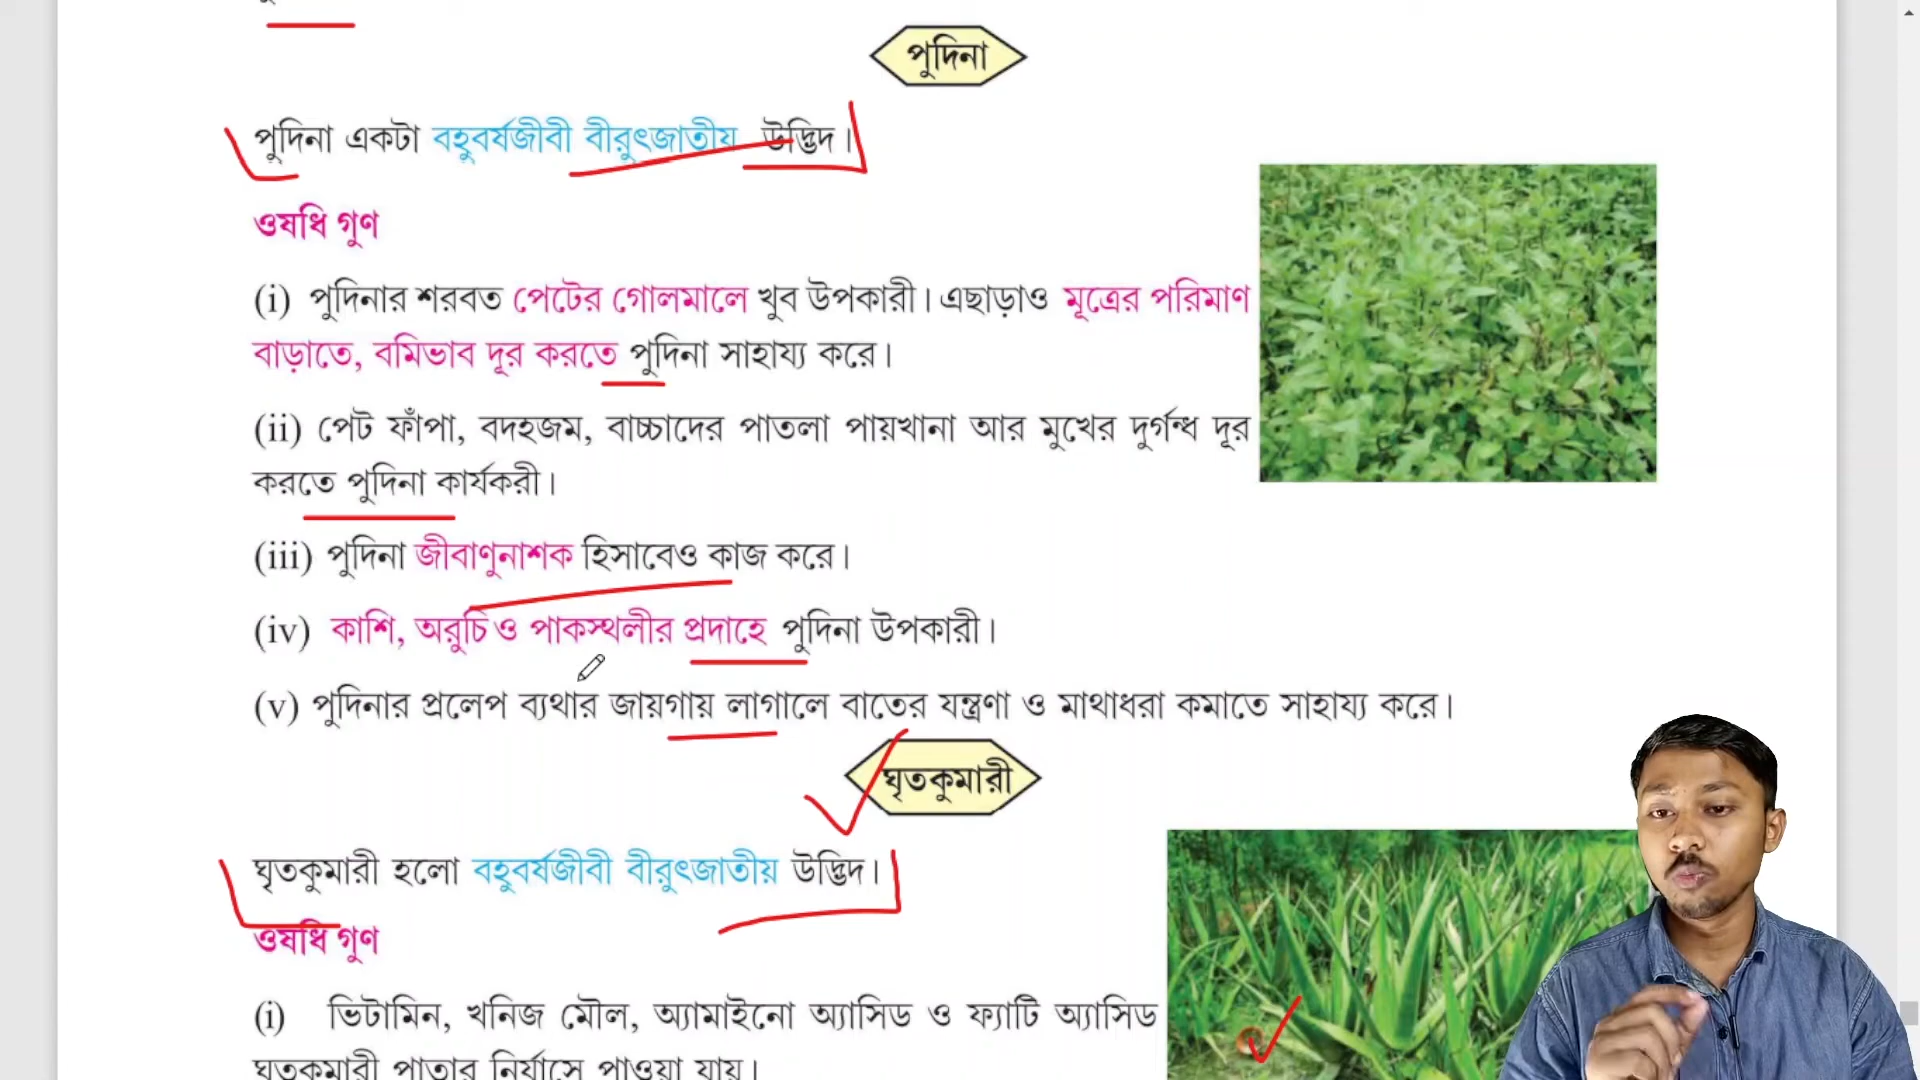 পুদিনা
পুদিনা একটা বহুবর্ষজীবী বীরুৎজাতীয় উদ্ভিদ।
ওষধি গুণ
(i) পুদিনার শরবত পেটের গোলমালে খুব উপকারী। এছাড়াও মূত্রের পরিমাণ
বাড়াতে, বমিভাব দূর করতে পুদিনা সাহায্য করে।
(ii) পেট ফাঁপা, বদহজম, বাচ্চাদের পাতলা পায়খানা আর মুখের দুর্গন্ধ দূর
করতে পুদিনা কার্যকরী।
(iii) পুদিনা জীবাণুনাশক হিসাবেও কাজ করে।
(iv) কাশি, অরুচি ও পাকস্থলীর প্রদাহে পুদিনা উপকারী।
(v) পুদিনার প্রলেপ ব্যথার জায়গায় লাগালে বাতের যন্ত্রণা ও মাথাধরা কমাতে সাহায্য করে।
ঘৃতকুমারী
ঘৃতকুমারী হলো বহুবর্ষজীবী বীরুৎজাতীয় উদ্ভিদ।
ওষধি গুণ
(i) ভিটামিন, খনিজ মৌল, অ্যামাইনো অ্যাসিড ও ফ্যাটি অ্যাসিড
ঘৃতকুমারী পাতার নির্যাসে পাওয়া যায়।